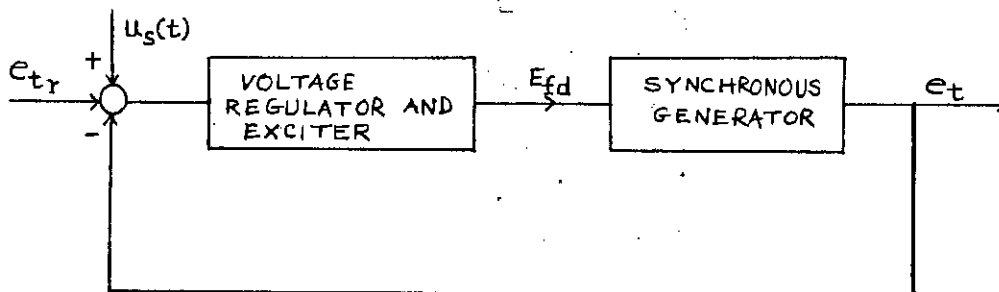 u_s(t)
+
e_tr
-
VOLTAGE
REGULATOR AND
EXCITER
E_fd
SYNCHRONOUS
GENERATOR
e_t